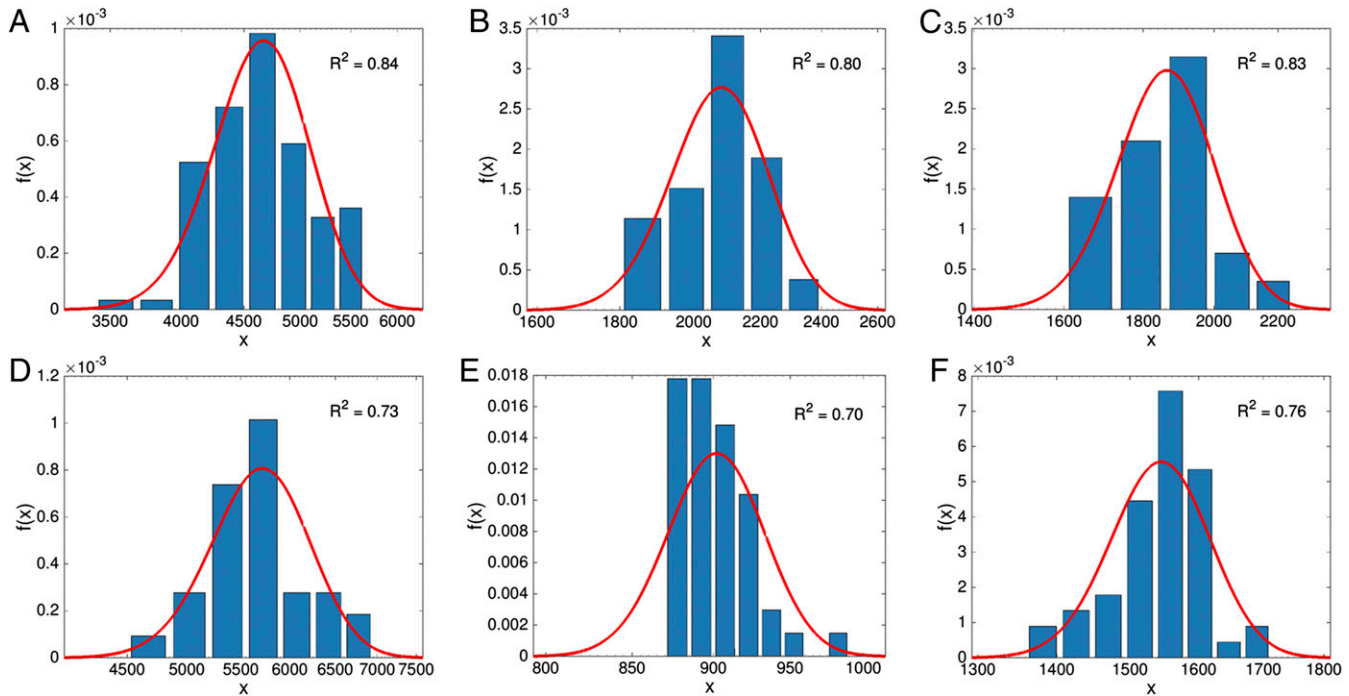 A
×10⁻³
R² = 0.84
f(x)
1
0.8
0.6
0.4
0.2
0
3500 4000 4500 5000 5500 6000
x
B
×10⁻³
R² = 0.80
f(x)
3.5
3
2.5
2
1.5
1
0.5
0
1600 1800 2000 2200 2400 2600
x
C
×10⁻³
R² = 0.83
f(x)
3.5
3
2.5
2
1.5
1
0.5
0
1400 1600 1800 2000 2200
x
D
×10⁻³
R² = 0.73
f(x)
1.2
1
0.8
0.6
0.4
0.2
0
4500 5000 5500 6000 6500 7000 7500
x
E
R² = 0.70
f(x)
0.018
0.016
0.014
0.012
0.01
0.008
0.006
0.004
0.002
0
800 850 900 950 1000
x
F
×10⁻³
R² = 0.76
f(x)
8
7
6
5
4
3
2
1
0
1300 1400 1500 1600 1700 1800
x